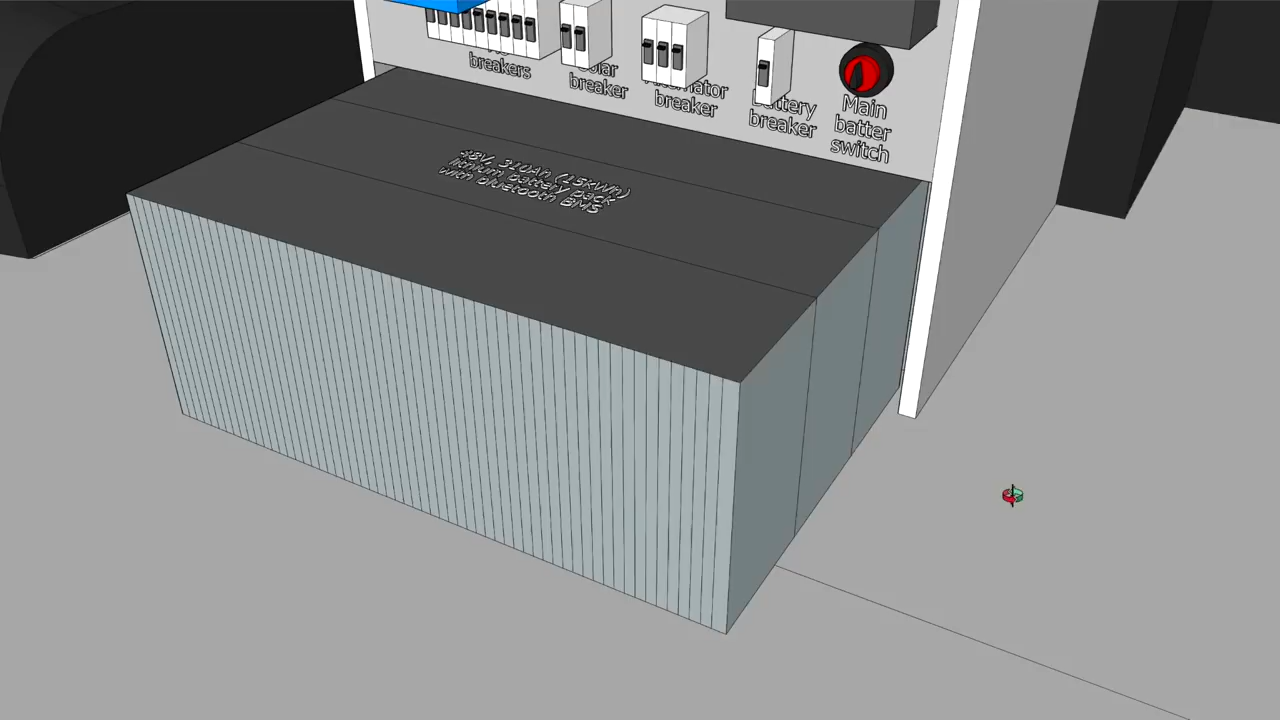 breakers
breaker
breaker
breaker
Main
batter
switch
48V, 310Ah (15kWh)
lithium battery pack
with bluetooth BMS